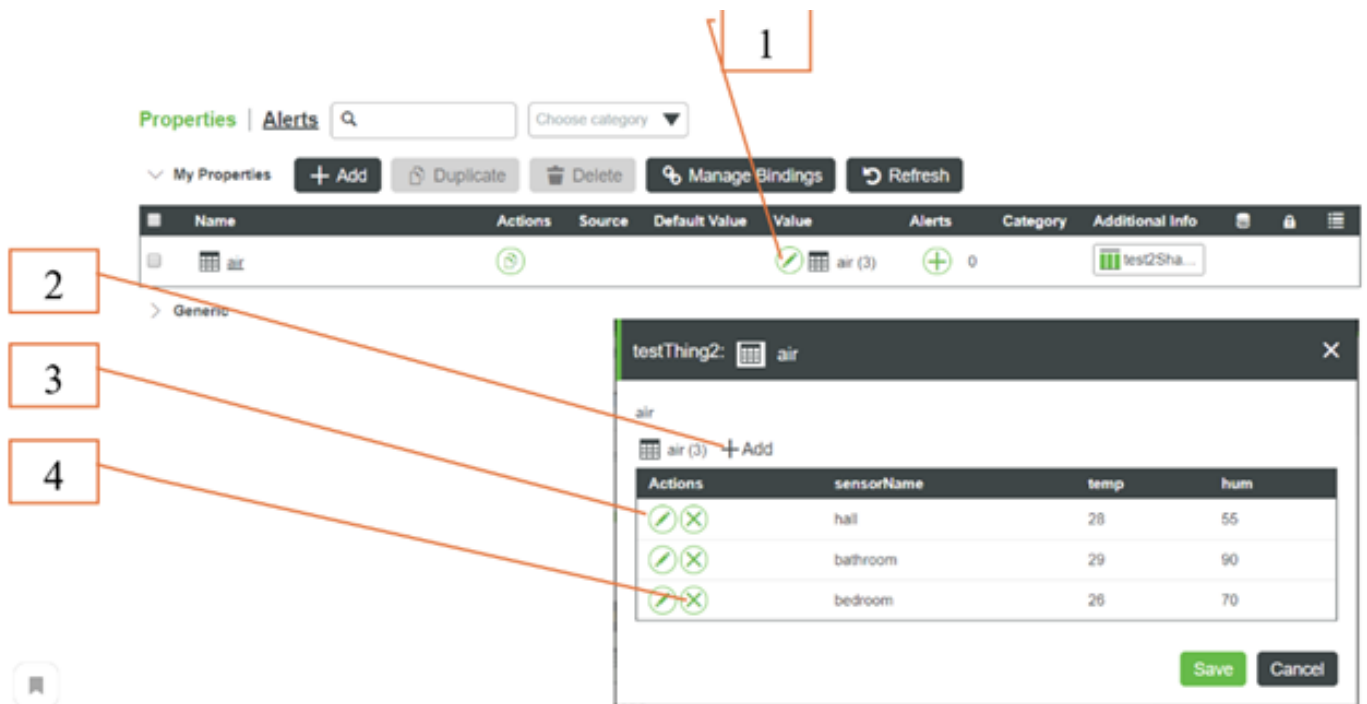 1
Properties | Alerts Choose category
My Properties + Add Duplicate Delete Manage Bindings Refresh
Name Actions Source Default Value Value Alerts Category Additional Info
air air (3) 0 test2Sha...
2
Generic
testThing2: air
3
air
air (3) +Add
4
Actions sensorName temp hum
hall 28 55
bathroom 29 90
bedroom 26 70
Save Cancel